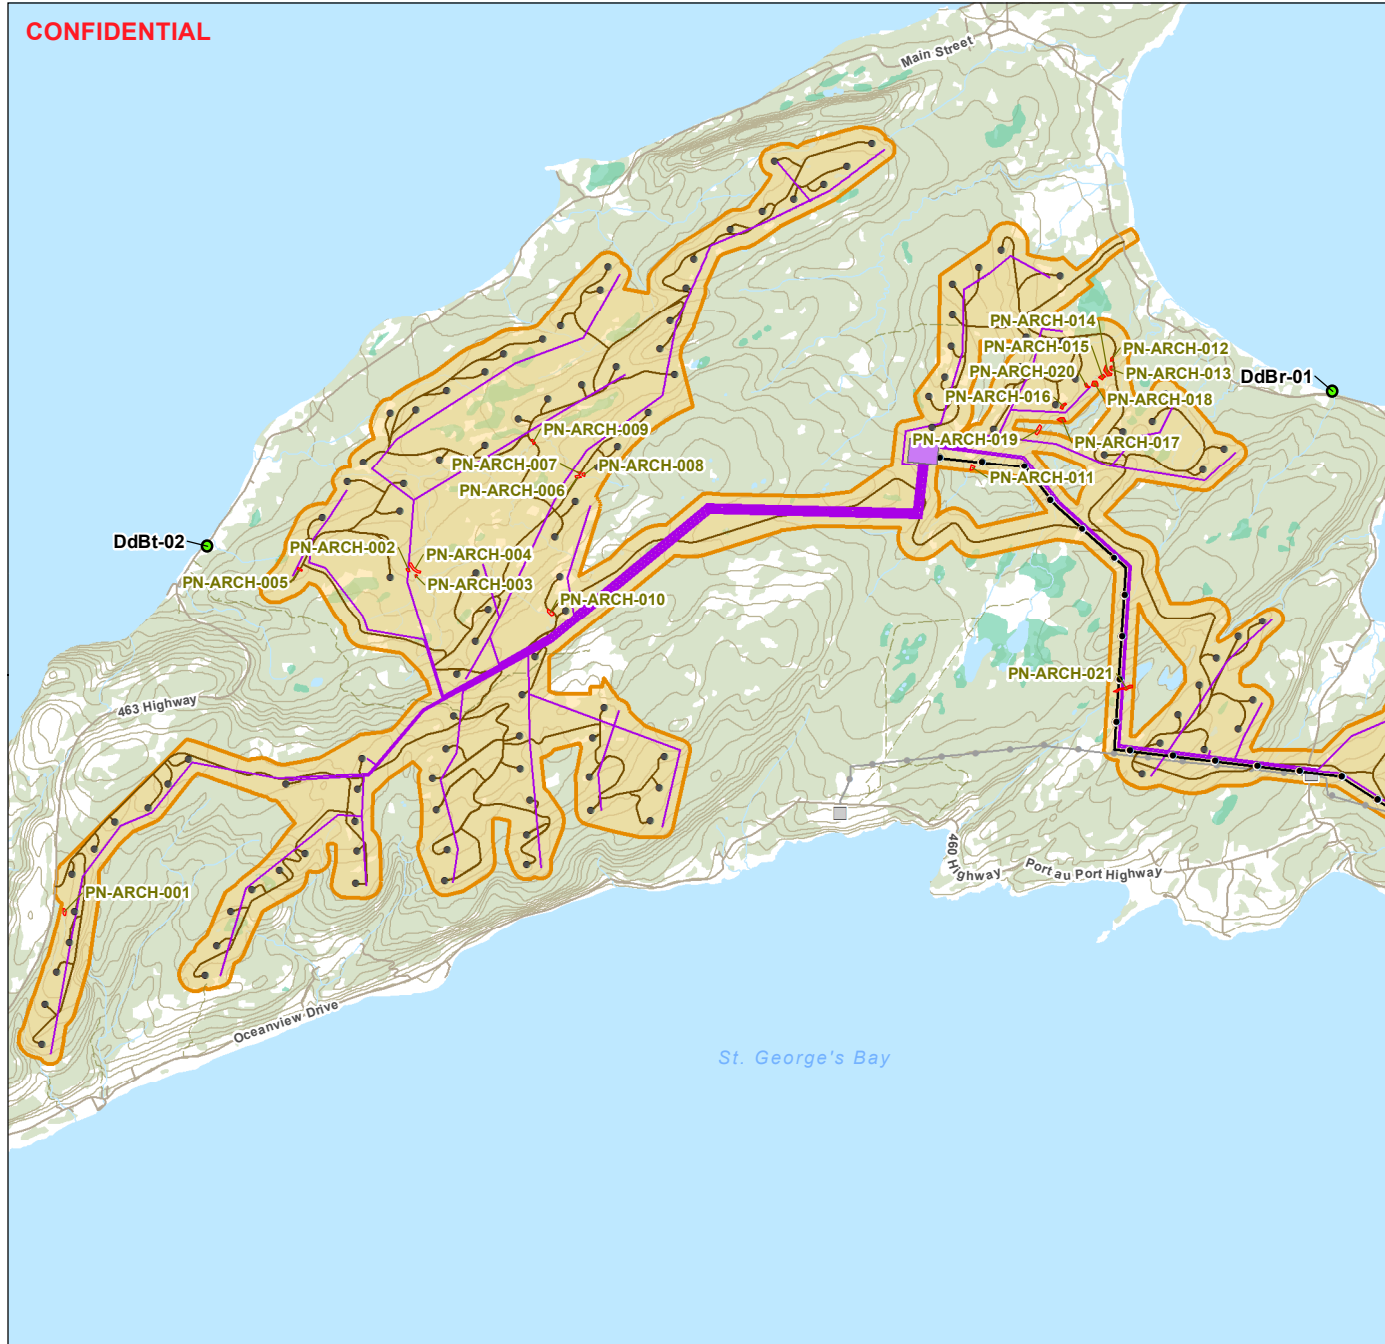 CONFIDENTIAL
Main Street
PN-ARCH-014
PN-ARCH-015
PN-ARCH-012
PN-ARCH-020
PN-ARCH-013
DdBr-01
PN-ARCH-016
PN-ARCH-018
PN-ARCH-009
PN-ARCH-019
PN-ARCH-017
PN-ARCH-007
PN-ARCH-008
PN-ARCH-011
PN-ARCH-006
DdBt-02
PN-ARCH-002
PN-ARCH-004
PN-ARCH-005
PN-ARCH-003
PN-ARCH-010
PN-ARCH-021
463 Highway
460 Highway
Port au Port Highway
PN-ARCH-001
Oceanview Drive
St. George's Bay